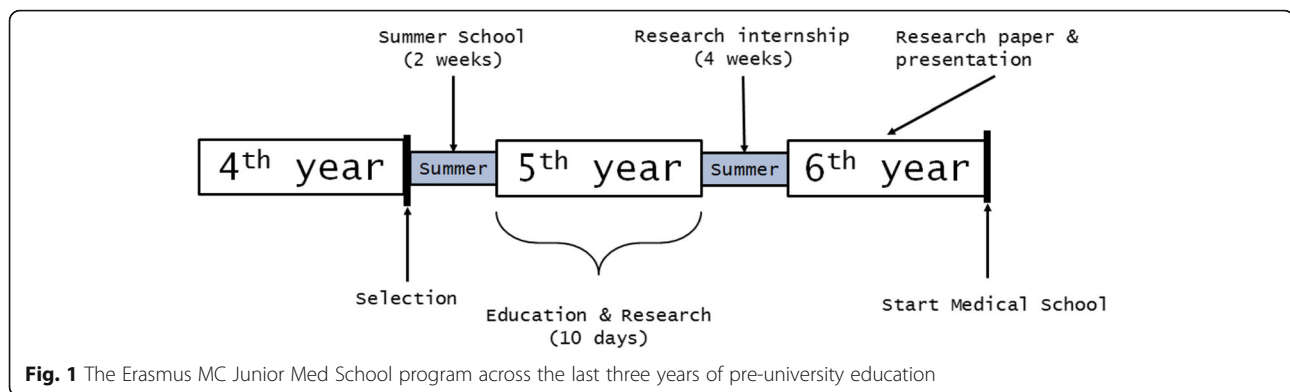 Summer School
(2 weeks)
Research internship
(4 weeks)
Research paper &
presentation
4th year
Summer
5th year
Summer
6th year
Selection
Education & Research
(10 days)
Start Medical School
Fig. 1 The Erasmus MC Junior Med School program across the last three years of pre-university education